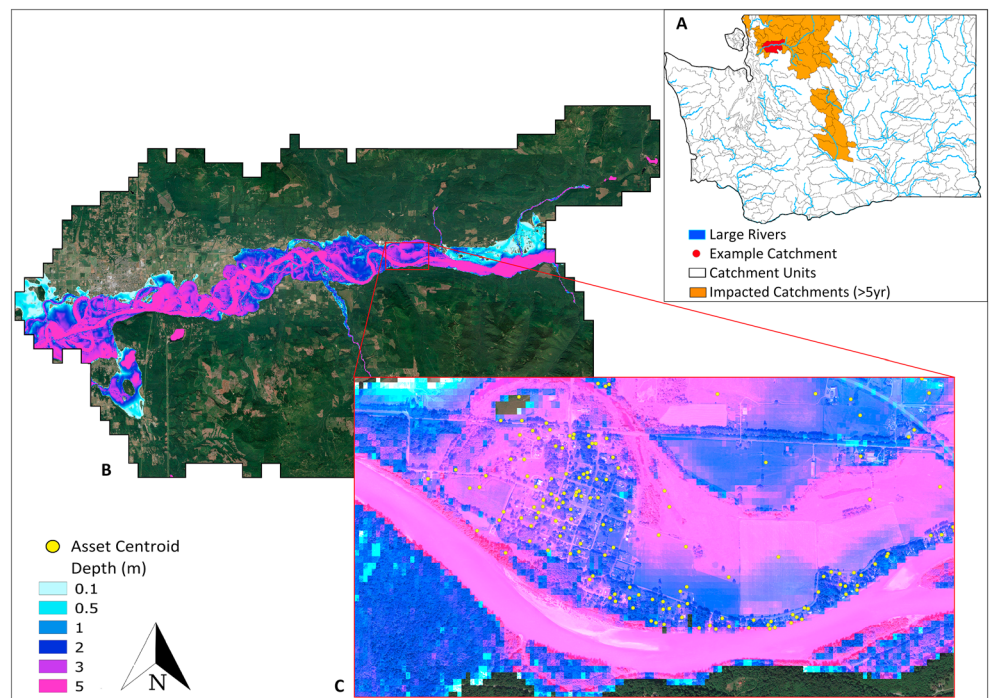 A
Large Rivers
Example Catchment
Catchment Units
Impacted Catchments (>5yr)
B
Asset Centroid
Depth (m)
0.1
0.5
1
2
3
5
N
C